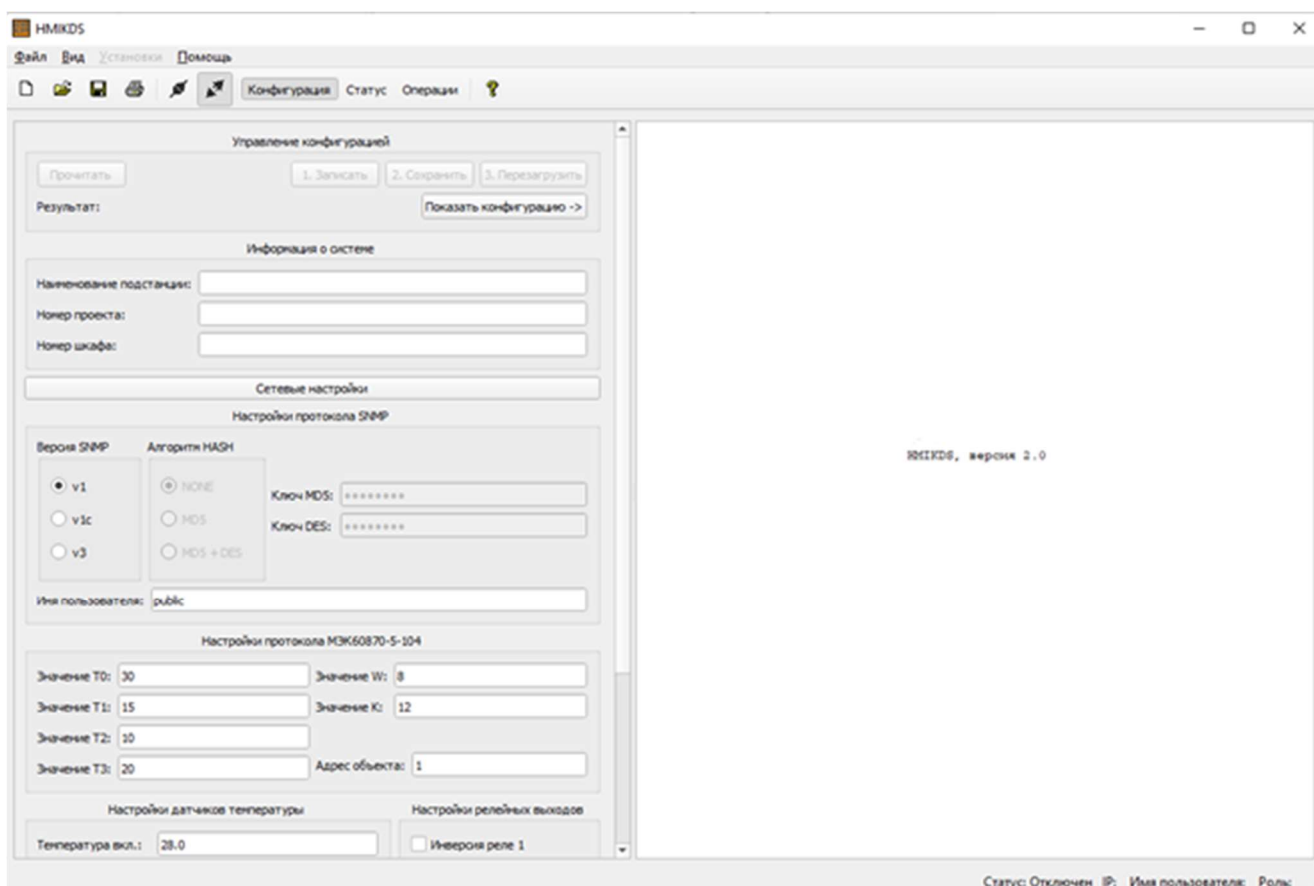 HMIKDS
Файл Вид Установки Помощь
Конфигурация Статус Операции
Управление конфигурацией
Прочитать 1. Записать 2. Сохранить 3. Перезагрузить
Результат: Показать конфигурацию ->
Информация о системе
Наименование подстанции:
Номер проекта:
Номер шкафа:
Сетевые настройки
Настройки протокола SNMP
Версия SNMP Алгоритм HASH
v1 NONE
Ключ MD5: ********
v1c MD5
Ключ DES: ********
v3 MD5 + DES
Имя пользователя: public
Настройки протокола МЭК60870-5-104
Значение T0: 30 Значение W: 8
Значение T1: 15 Значение K: 12
Значение T2: 10
Значение T3: 20 Адрес объекта: 1
Настройки датчиков температуры Настройки релейных выходов
Температура вкл.: 28.0 Инверсия реле 1
HMIKDS, версия 2.0
Статус: Отключен IP: Имя пользователя: Роль: